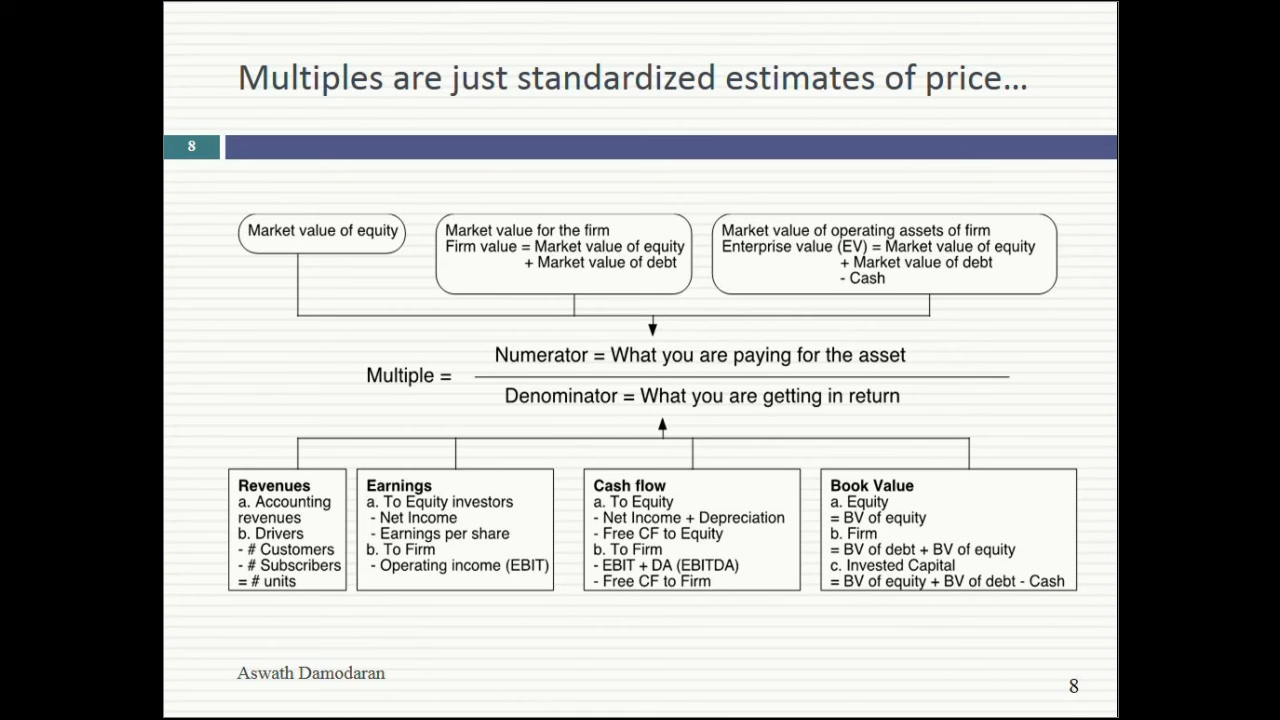 Multiples are just standardized estimates of price...
8
Market value of equity
Market value for the firm
Firm value = Market value of equity
+ Market value of debt
Market value of operating assets of firm
Enterprise value (EV) = Market value of equity
+ Market value of debt
- Cash
Multiple =
Numerator = What you are paying for the asset
Denominator = What you are getting in return
Revenues
a. Accounting
revenues
b. Drivers
- # Customers
- # Subscribers
= # units
Earnings
a. To Equity investors
- Net Income
- Earnings per share
b. To Firm
- Operating income (EBIT)
Cash flow
a. To Equity
- Net Income + Depreciation
- Free CF to Equity
b. To Firm
- EBIT + DA (EBITDA)
- Free CF to Firm
Book Value
a. Equity
= BV of equity
b. Firm
= BV of debt + BV of equity
c. Invested Capital
= BV of equity + BV of debt - Cash
Aswath Damodaran
8